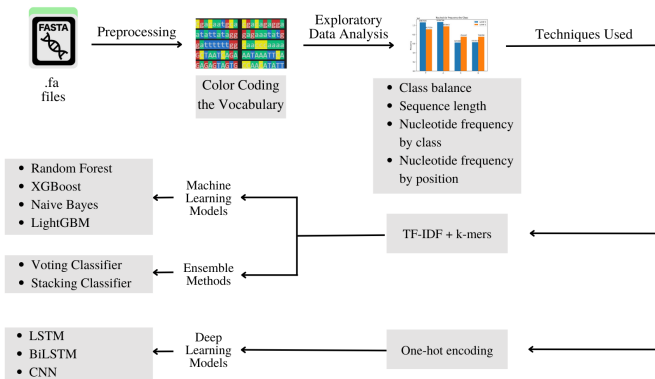 FASTA
.fa
files
Preprocessing
Color Coding
the Vocabulary
Exploratory
Data Analysis
• Class balance
• Sequence length
• Nucleotide frequency
by class
• Nucleotide frequency
by position
Techniques Used
• Random Forest
• XGBoost
• Naive Bayes
• LightGBM
Machine
Learning
Models
TF-IDF + k-mers
• Voting Classifier
• Stacking Classifier
Ensemble
Methods
• LSTM
• BiLSTM
• CNN
Deep
Learning
Models
One-hot encoding